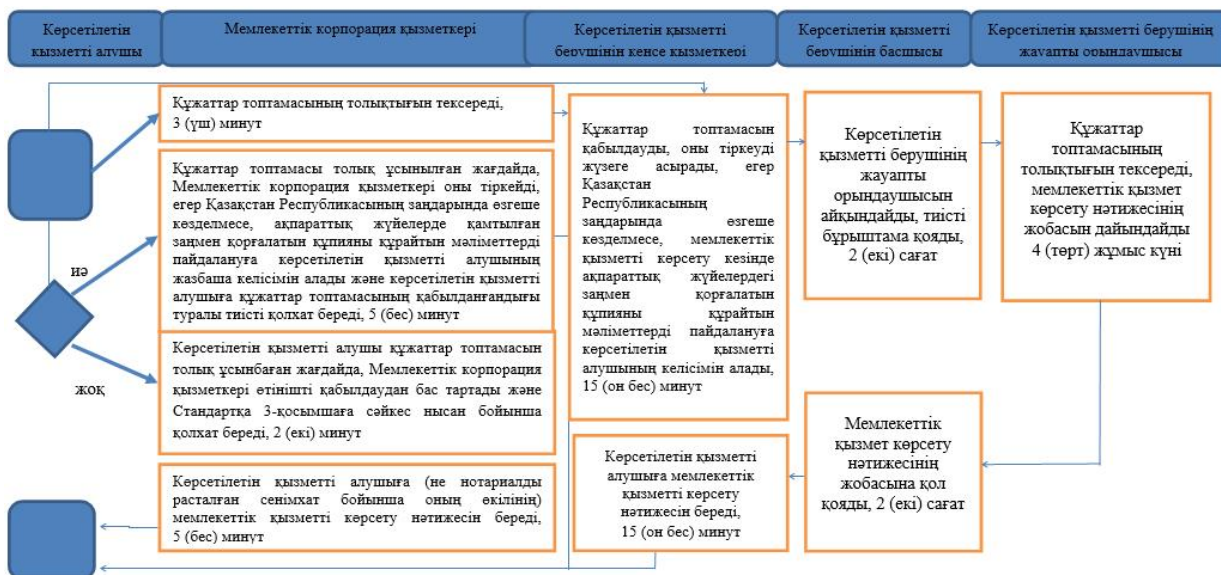 Көрсетілетін
қызметті алушы
Мемлекеттік корпорация қызметкері
Көрсетілетін қызметті
берушінің кеңсе қызметкері
Көрсетілетін қызметті
берушінің басшысы
Көрсетілетін қызметті берушінің
жауапты орындаушысы
Құжаттар топтамасының толықтығын тексереді,
3 (үш) минут
Құжаттар топтамасы толық ұсынылған жағдайда,
Мемлекеттік корпорация қызметкері оны тіркейді,
егер Қазақстан Республикасының заңдарында өзгеше
көзделмесе, ақпараттық жүйелерде қамтылған
заңмен қорғалатын құпияны құрайтын мәліметтерді
пайдалануға көрсетілетін қызметті алушының
жазбаша келісімін алады және көрсетілетін қызметті
алушыға құжаттар топтамасының қабылданғандығы
туралы тиісті қолхат береді, 5 (бес) минут
иә
жоқ
Көрсетілетін қызметті алушы құжаттар топтамасын
толық ұсынбаған жағдайда, Мемлекеттік корпорация
қызметкері өтінішті қабылдаудан бас тартады және
Стандартқа 3-қосымшаға сәйкес нысан бойынша
қолхат береді, 2 (екі) минут
Көрсетілетін қызметті алушыға (не нотариалды
расталған сенімхат бойынша оның өкілінің)
мемлекеттік қызметті көрсету нәтижесін береді,
5 (бес) минут
Құжаттар топтамасын
қабылдауды, оны тіркеуді
жүзеге асырады, егер
Қазақстан
Республикасының
заңдарында өзгеше
көзделмесе, мемлекеттік
қызметті көрсету кезінде
ақпараттық жүйелердегі
заңмен қорғалатын
құпияны құрайтын
мәліметтерді пайдалануға
көрсетілетін қызметті
алушының келісімін алады,
15 (он бес) минут
Көрсетілетін қызметті
алушыға мемлекеттік
қызметті көрсету
нәтижесін береді,
15 (он бес) минут
Көрсетілетін
қызметті берушінің
жауапты
орындаушысын
айқындайды, тиісті
бұрыштама қояды,
2 (екі) сағат
Мемлекеттік
қызмет көрсету
нәтижесінің
жобасына қол
қояды, 2 (екі) сағат
Құжаттар
топтамасының
толықтығын тексереді,
мемлекеттік қызмет
көрсету нәтижесінің
жобасын дайындайды
4 (төрт) жұмыс күні